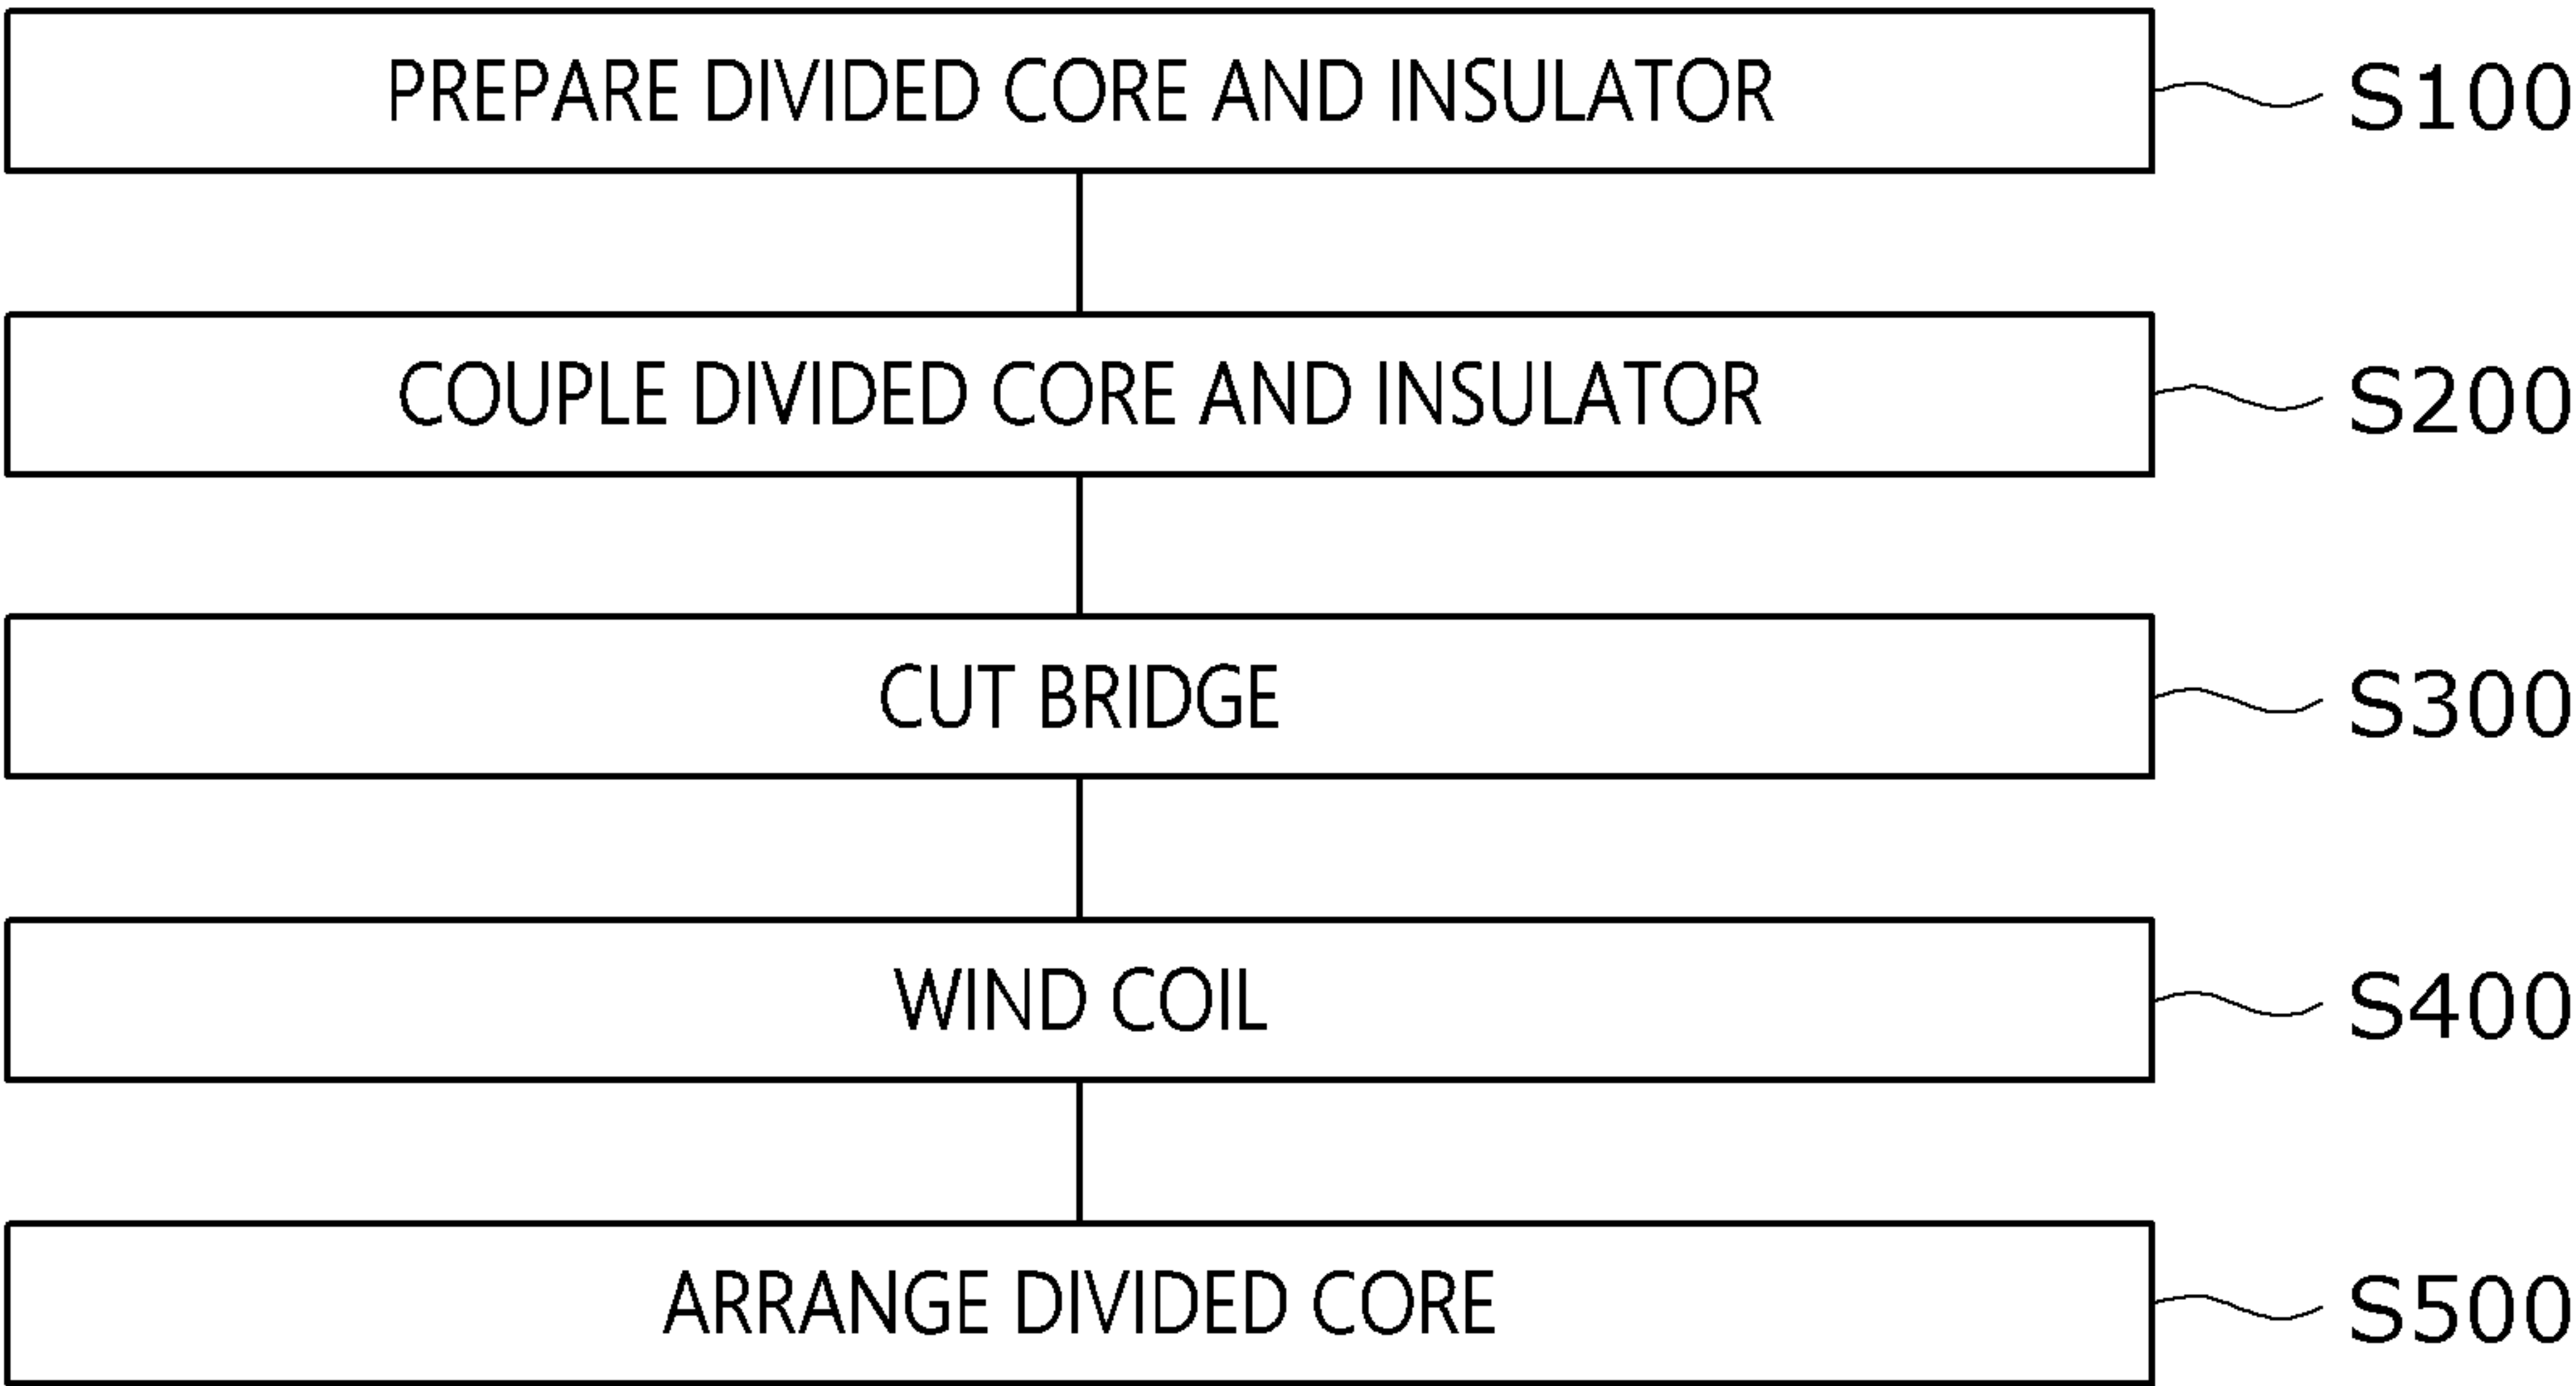 PREPARE DIVIDED CORE AND INSULATOR S100
COUPLE DIVIDED CORE AND INSULATOR S200
CUT BRIDGE S300
WIND COIL S400
ARRANGE DIVIDED CORE S500